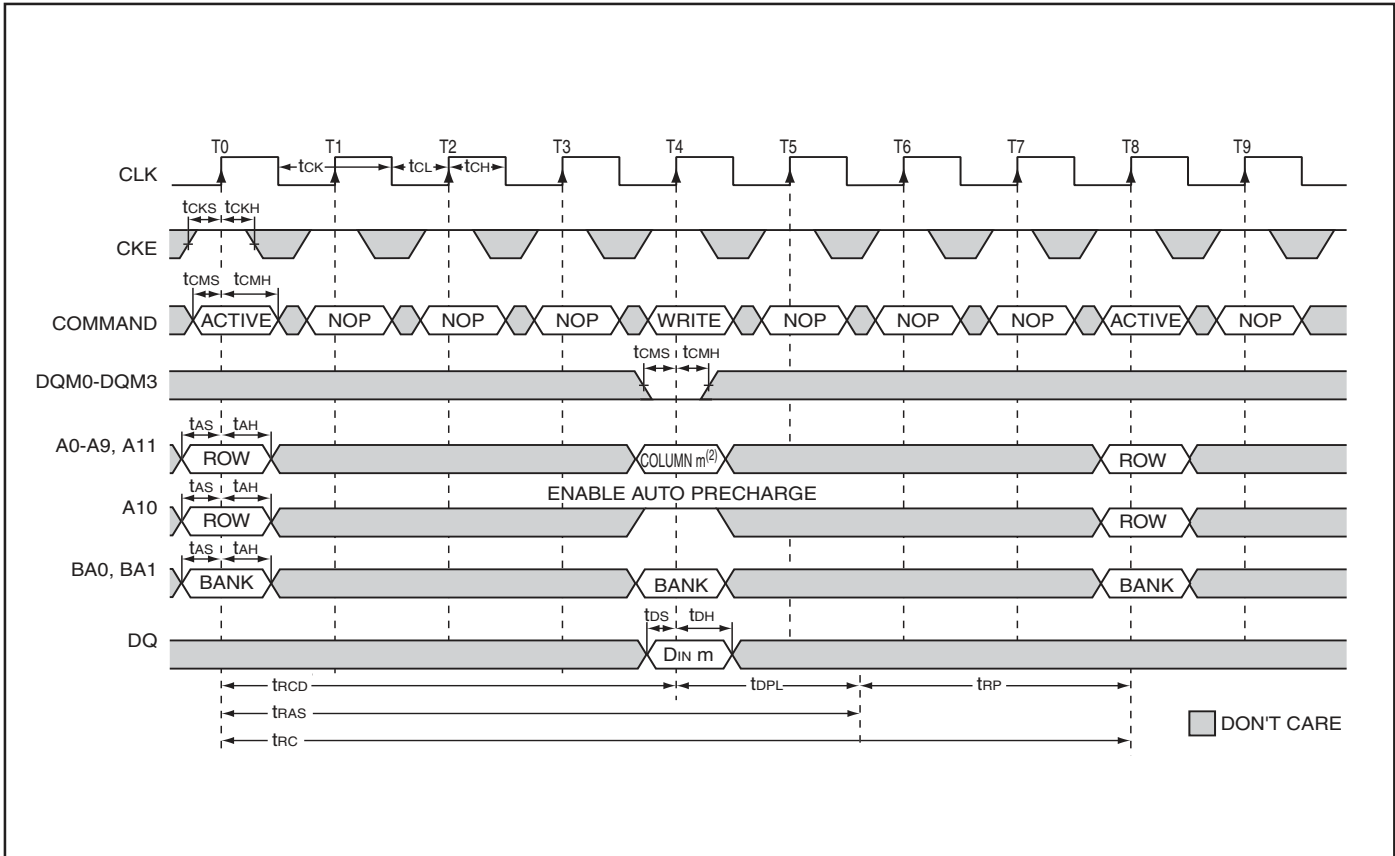 T0 T1 T2 T3 T4 T5 T6 T7 T8 T9
CLK tCK tCL tCH
tCKS tCKH
CKE
tCMS tCMH
COMMAND ACTIVE NOP NOP NOP WRITE NOP NOP NOP ACTIVE NOP
tCMS tCMH
DQM0-DQM3
tAS tAH
A0-A9, A11 ROW COLUMN m(2) ROW
tAS tAH ENABLE AUTO PRECHARGE
A10 ROW ROW
tAS tAH
BA0, BA1 BANK BANK BANK
tDS tDH
DQ DIN m
tRCD tDPL tRP
tRAS
DON'T CARE
tRC